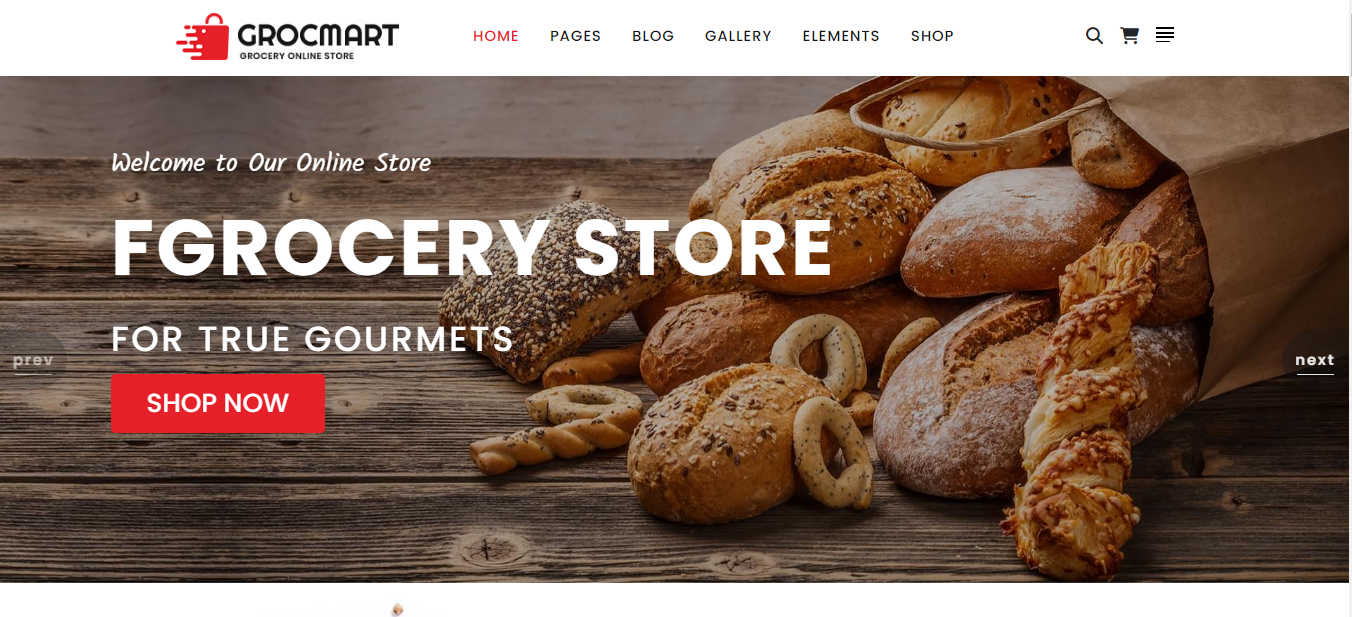 GROCMART
GROCERY ONLINE STORE
HOME PAGES BLOG GALLERY ELEMENTS SHOP
Welcome to Our Online Store
FGROCERY STORE
FOR TRUE GOURMETS
prev
next
SHOP NOW